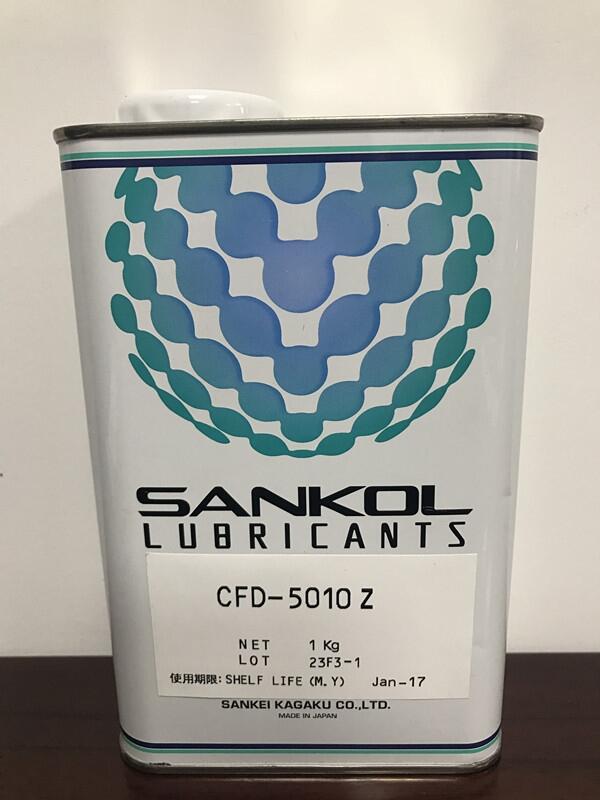 SANKOL
LUBRICANTS
CFD-5010 Z
NET 1 Kg
LOT 23F3-1
使用期限: SHELF LIFE (M.Y) Jan-17
SANKEI KAGAKU CO.,LTD.
MADE IN JAPAN